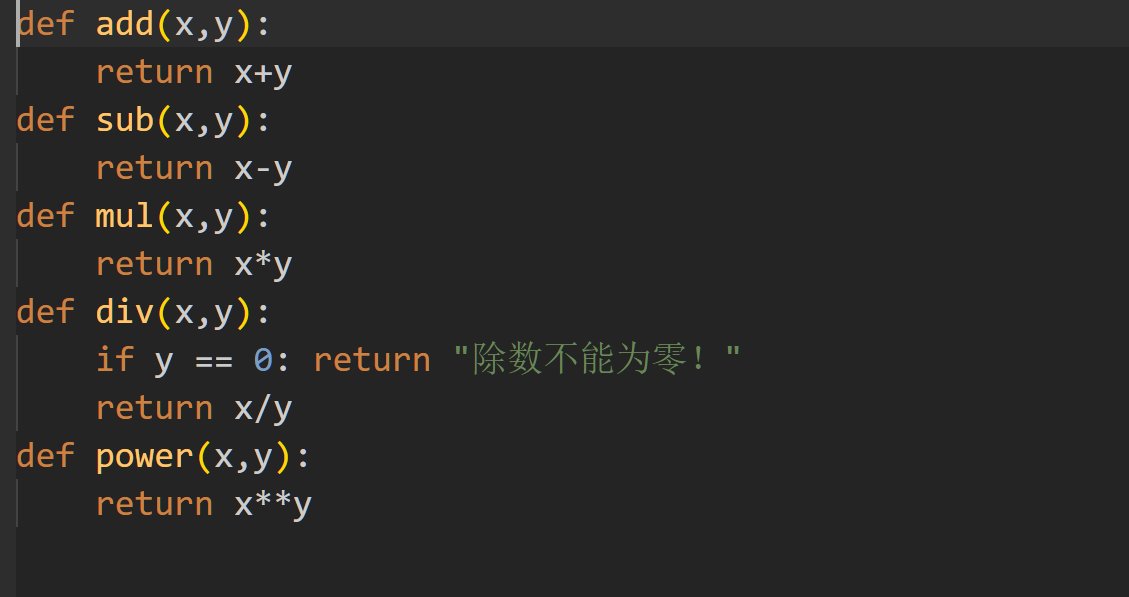 def add(x,y):
    return x+y
def sub(x,y):
    return x-y
def mul(x,y):
    return x*y
def div(x,y):
    if y == 0: return "除数不能为零！"
    return x/y
def power(x,y):
    return x**y